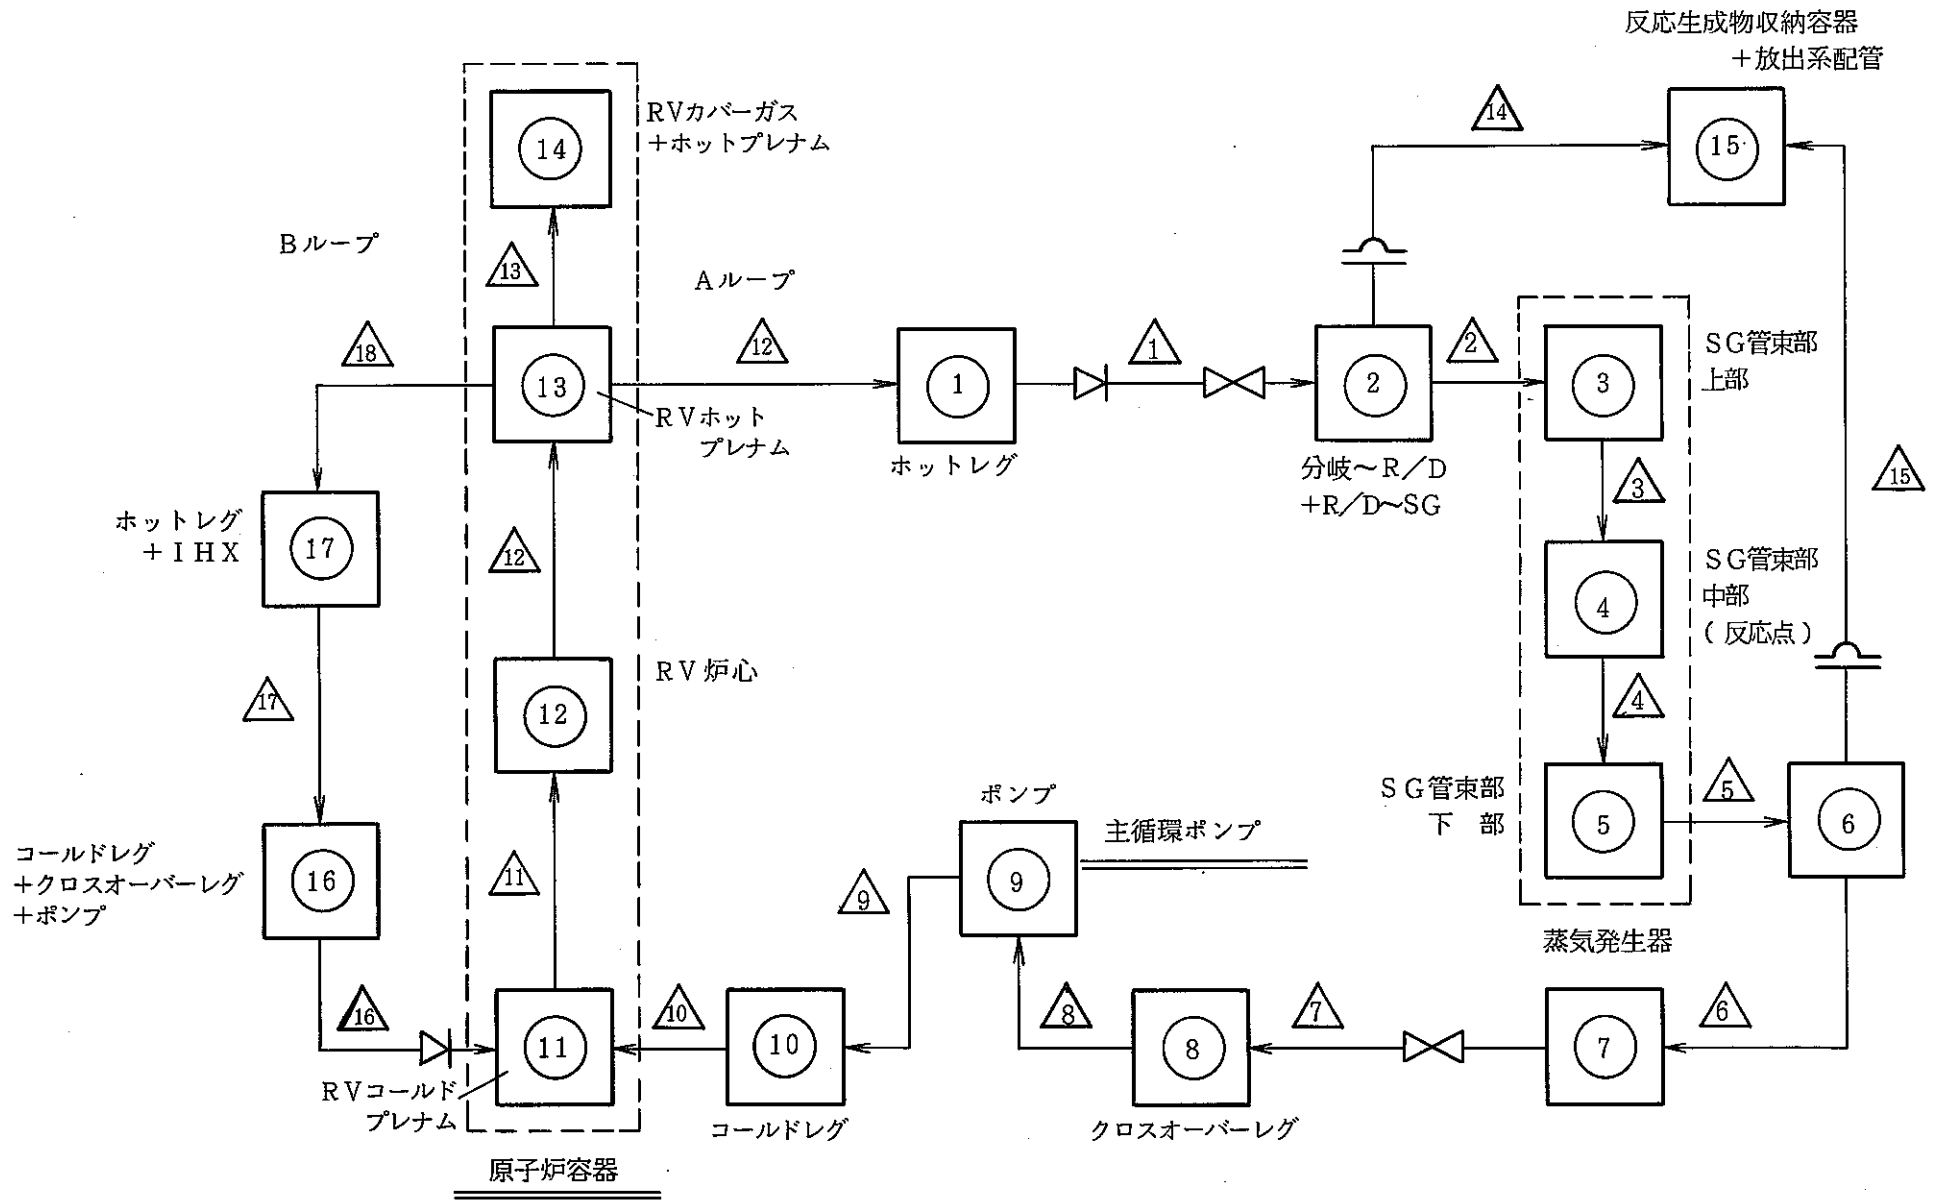 反応生成物収納容器
+放出系配管
14
15
RVカバーガス
+ホットプレナム
14
Bループ
13
Aループ
18
12
1
2
13
1
2
3
SG管束部
上部
RVホット
プレナム
ホットレグ
分岐~R/D
+R/D~SG
3
15
ホットレグ
+IHX
17
12
4
SG管束部
中部
(反応点)
17
12
RV炉心
4
SG管束部
下 部
5
5
6
ポンプ
9
主循環ポンプ
コールドレグ
+クロスオーバーレグ
+ポンプ
16
11
9
蒸気発生器
16
11
10
10
8
8
7
7
6
RVコールド
プレナム
コールドレグ
クロスオーバーレグ
原子炉容器